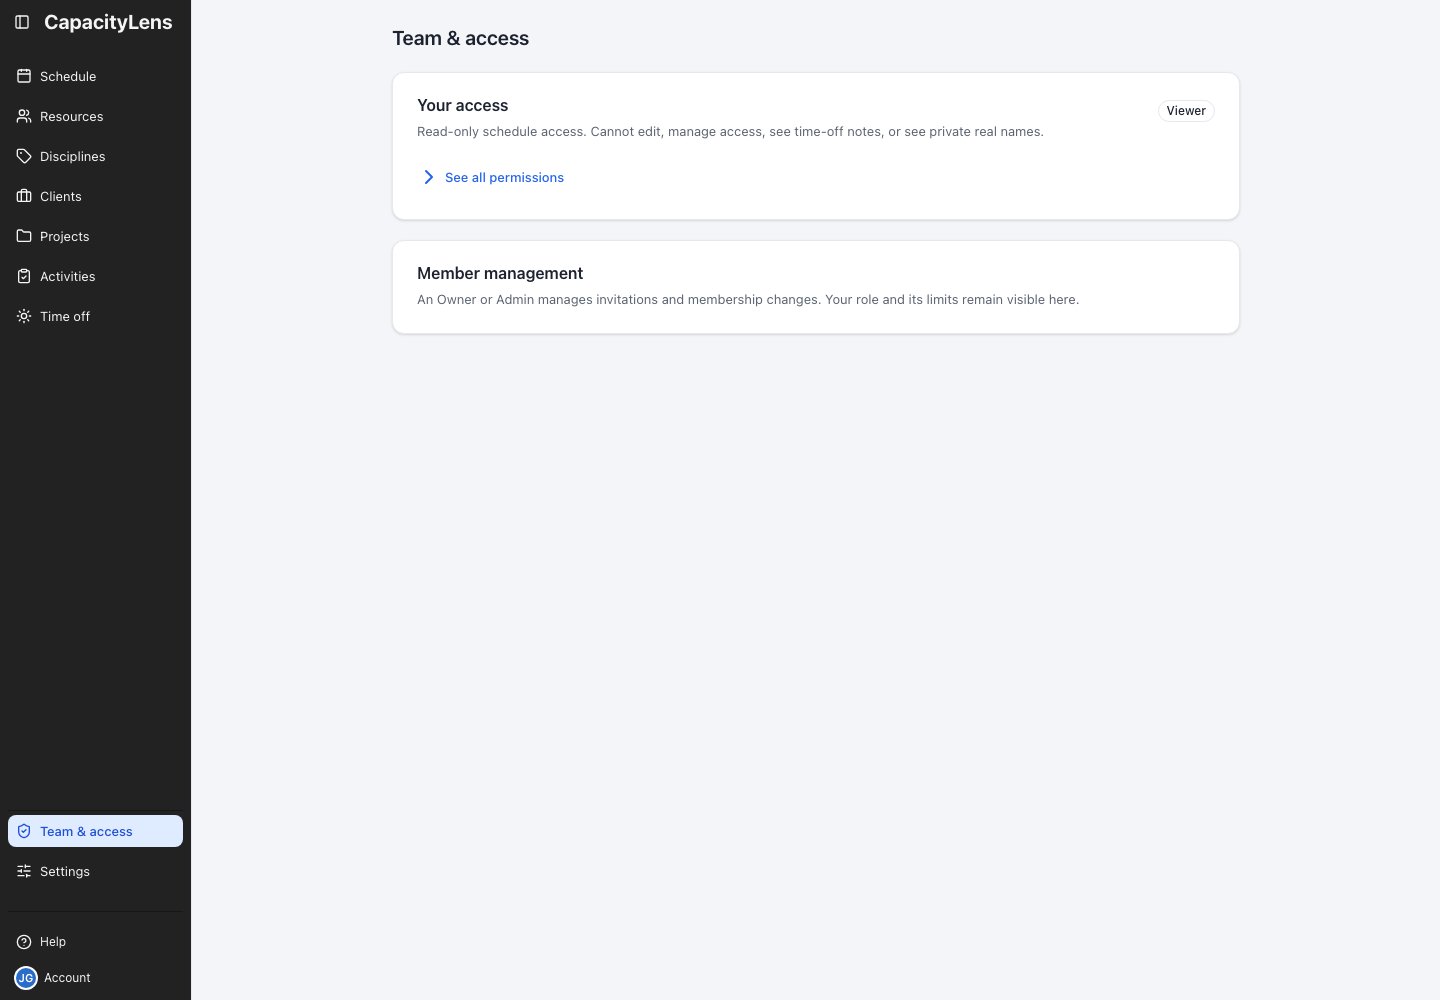 CapacityLens
Schedule
Resources
Disciplines
Clients
Projects
Activities
Time off
Team & access
Settings
Help
JG Account
Team & access
Your access
Viewer
Read-only schedule access. Cannot edit, manage access, see time-off notes, or see private real names.
See all permissions
Member management
An Owner or Admin manages invitations and membership changes. Your role and its limits remain visible here.